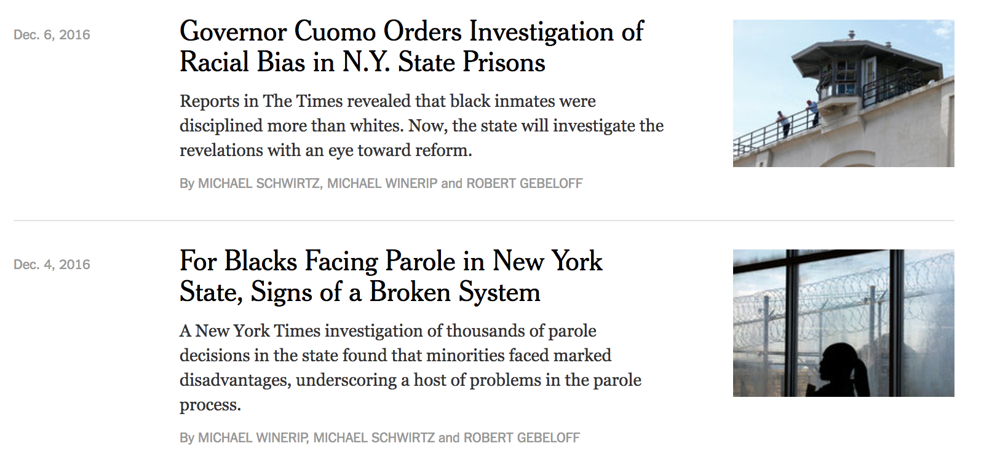 Dec. 6, 2016
Governor Cuomo Orders Investigation of
Racial Bias in N.Y. State Prisons
Reports in The Times revealed that black inmates were
disciplined more than whites. Now, the state will investigate the
revelations with an eye toward reform.
By MICHAEL SCHWIRTZ, MICHAEL WINERIP and ROBERT GEBELOFF
Dec. 4, 2016
For Blacks Facing Parole in New York
State, Signs of a Broken System
A New York Times investigation of thousands of parole
decisions in the state found that minorities faced marked
disadvantages, underscoring a host of problems in the parole
process.
By MICHAEL WINERIP, MICHAEL SCHWIRTZ and ROBERT GEBELOFF